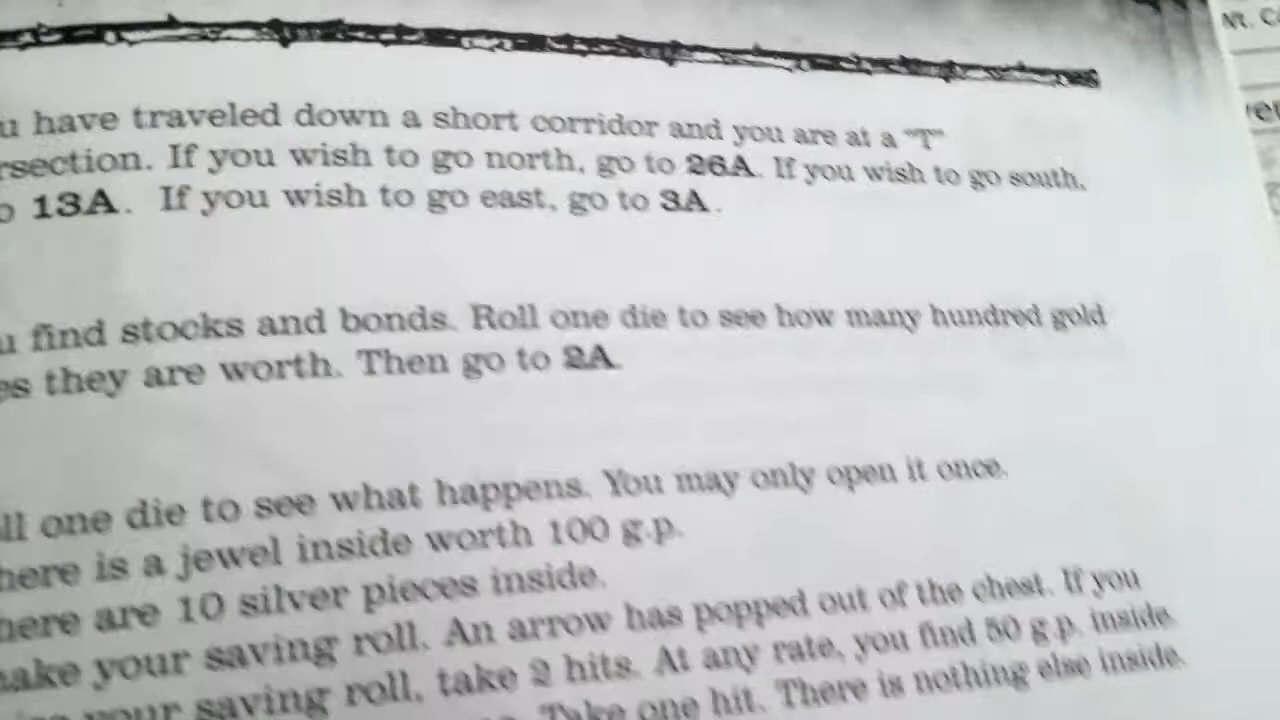 u have traveled down a short corridor and you are at a "T"
rsection. If you wish to go north, go to 26A. If you wish to go south,
o 13A. If you wish to go east, go to 3A.
u find stocks and bonds. Roll one die to see how many hundred gold
es they are worth. Then go to 2A.
ll one die to see what happens. You may only open it once.
here is a jewel inside worth 100 g.p.
here are 10 silver pieces inside.
ake your saving roll. An arrow has popped out of the chest. If you
your saving roll, take 2 hits. At any rate, you find 50 g.p. inside.
Take one hit. There is nothing else inside.